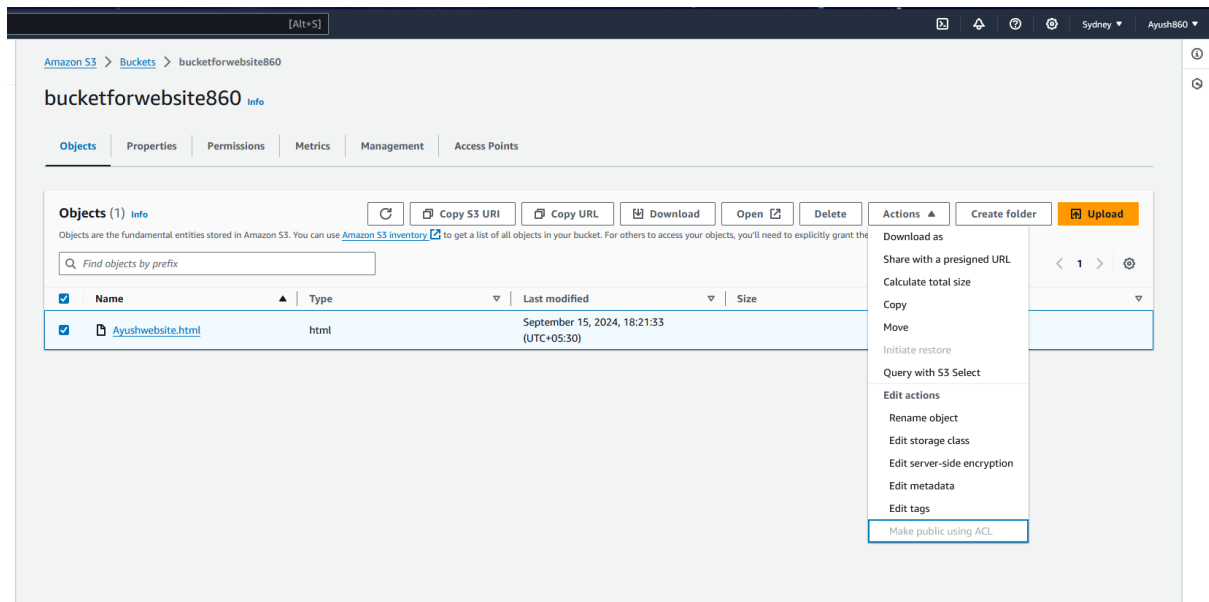 [Alt+S]
Sydney ▼
Ayush860 ▼
Amazon S3 > Buckets > bucketforwebsite860
bucketforwebsite860 Info
Objects
Properties
Permissions
Metrics
Management
Access Points
Objects (1) Info
Copy S3 URI
Copy URL
Download
Open
Delete
Actions ▲
Create folder
Upload
Objects are the fundamental entities stored in Amazon S3. You can use Amazon S3 inventory to get a list of all objects in your bucket. For others to access your objects, you'll need to explicitly grant the
Find objects by prefix
< 1 >
Name
Type
Last modified
Size
Ayushwebsite.html
html
September 15, 2024, 18:21:33
(UTC+05:30)
Download as
Share with a presigned URL
Calculate total size
Copy
Move
Initiate restore
Query with S3 Select
Edit actions
Rename object
Edit storage class
Edit server-side encryption
Edit metadata
Edit tags
Make public using ACL